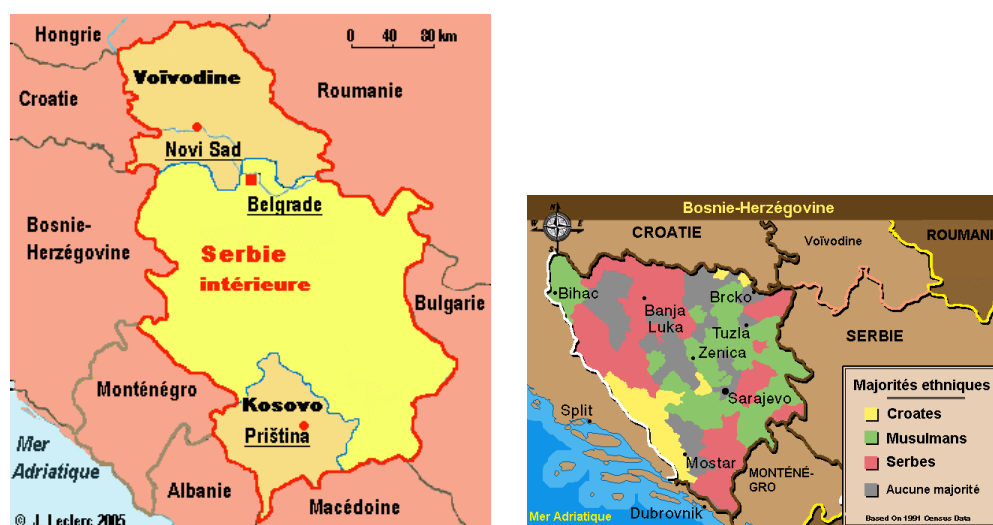 Hongrie
0 40 80 km
Voïvodine
Croatie
Roumanie
Novi Sad
Belgrade
Bosnie-
Herzégovine
Serbie
intérieure
Bulgarie
Monténégro
Kosovo
Priština
Mer
Adriatique
Albanie
Macédoine
© J. Leclerc 2005
Bosnie-Herzégovine
N
W E
S
CROATIE
Voïvodine
ROUMANIE
Bihac
Banja
Luka
Brcko
Tuzla
SERBIE
Zenica
Majorités ethniques
Sarajevo
Croates
Split
Musulmans
Serbes
Mostar
MONTÉNÉ-
GRO
Aucune majorité
Mer Adriatique
Dubrovnik
Based On 1991 Census Data